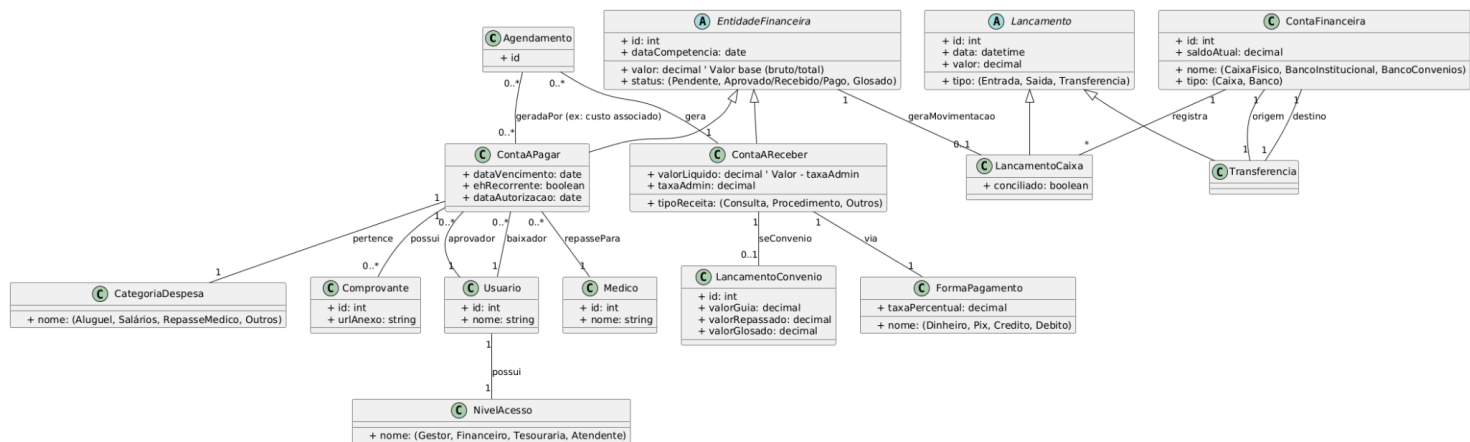 C Agendamento
+ id
A EntidadeFinanceira
+ id: int
+ dataCompetencia: date
+ valor: decimal ' Valor base (bruto/total)
+ status: (Pendente, Aprovado/Recebido/Pago, Glosado)
A Lancamento
+ id: int
+ data: datetime
+ valor: decimal
+ tipo: (Entrada, Saida, Transferencia)
C ContaFinanceira
+ id: int
+ saldoAtual: decimal
+ nome: (CaixaFisico, BancoInstitucional, BancoConvenios)
+ tipo: (Caixa, Banco)
0..*
0..*
1
1
1
1
geradaPor (ex: custo associado)
gera
geraMovimentacao
registra
origem
destino
0..*
1
0..1
*
1
1
C ContaAPagar
+ dataVencimento: date
+ ehRecorrente: boolean
+ dataAutorizacao: date
C ContaAReceber
+ valorLiquido: decimal ' Valor - taxaAdmin
+ taxaAdmin: decimal
+ tipoReceita: (Consulta, Procedimento, Outros)
C LancamentoCaixa
+ conciliado: boolean
C Transferencia
1
1
0..*
0..*
0..*
1
1
pertence
possui
aprovador
baixador
repassePara
seConvenio
via
1
0..*
1
1
1
0..1
1
C CategoriaDespesa
+ nome: (Aluguel, Salários, RepasseMedico, Outros)
C Comprovante
+ id: int
+ urlAnexo: string
C Usuario
+ id: int
+ nome: string
C Medico
+ id: int
+ nome: string
C LancamentoConvenio
+ id: int
+ valorGuia: decimal
+ valorRepassado: decimal
+ valorGlosado: decimal
C FormaPagamento
+ taxaPercentual: decimal
+ nome: (Dinheiro, Pix, Credito, Debito)
1
possui
1
C NivelAcesso
+ nome: (Gestor, Financeiro, Tesouraria, Atendente)